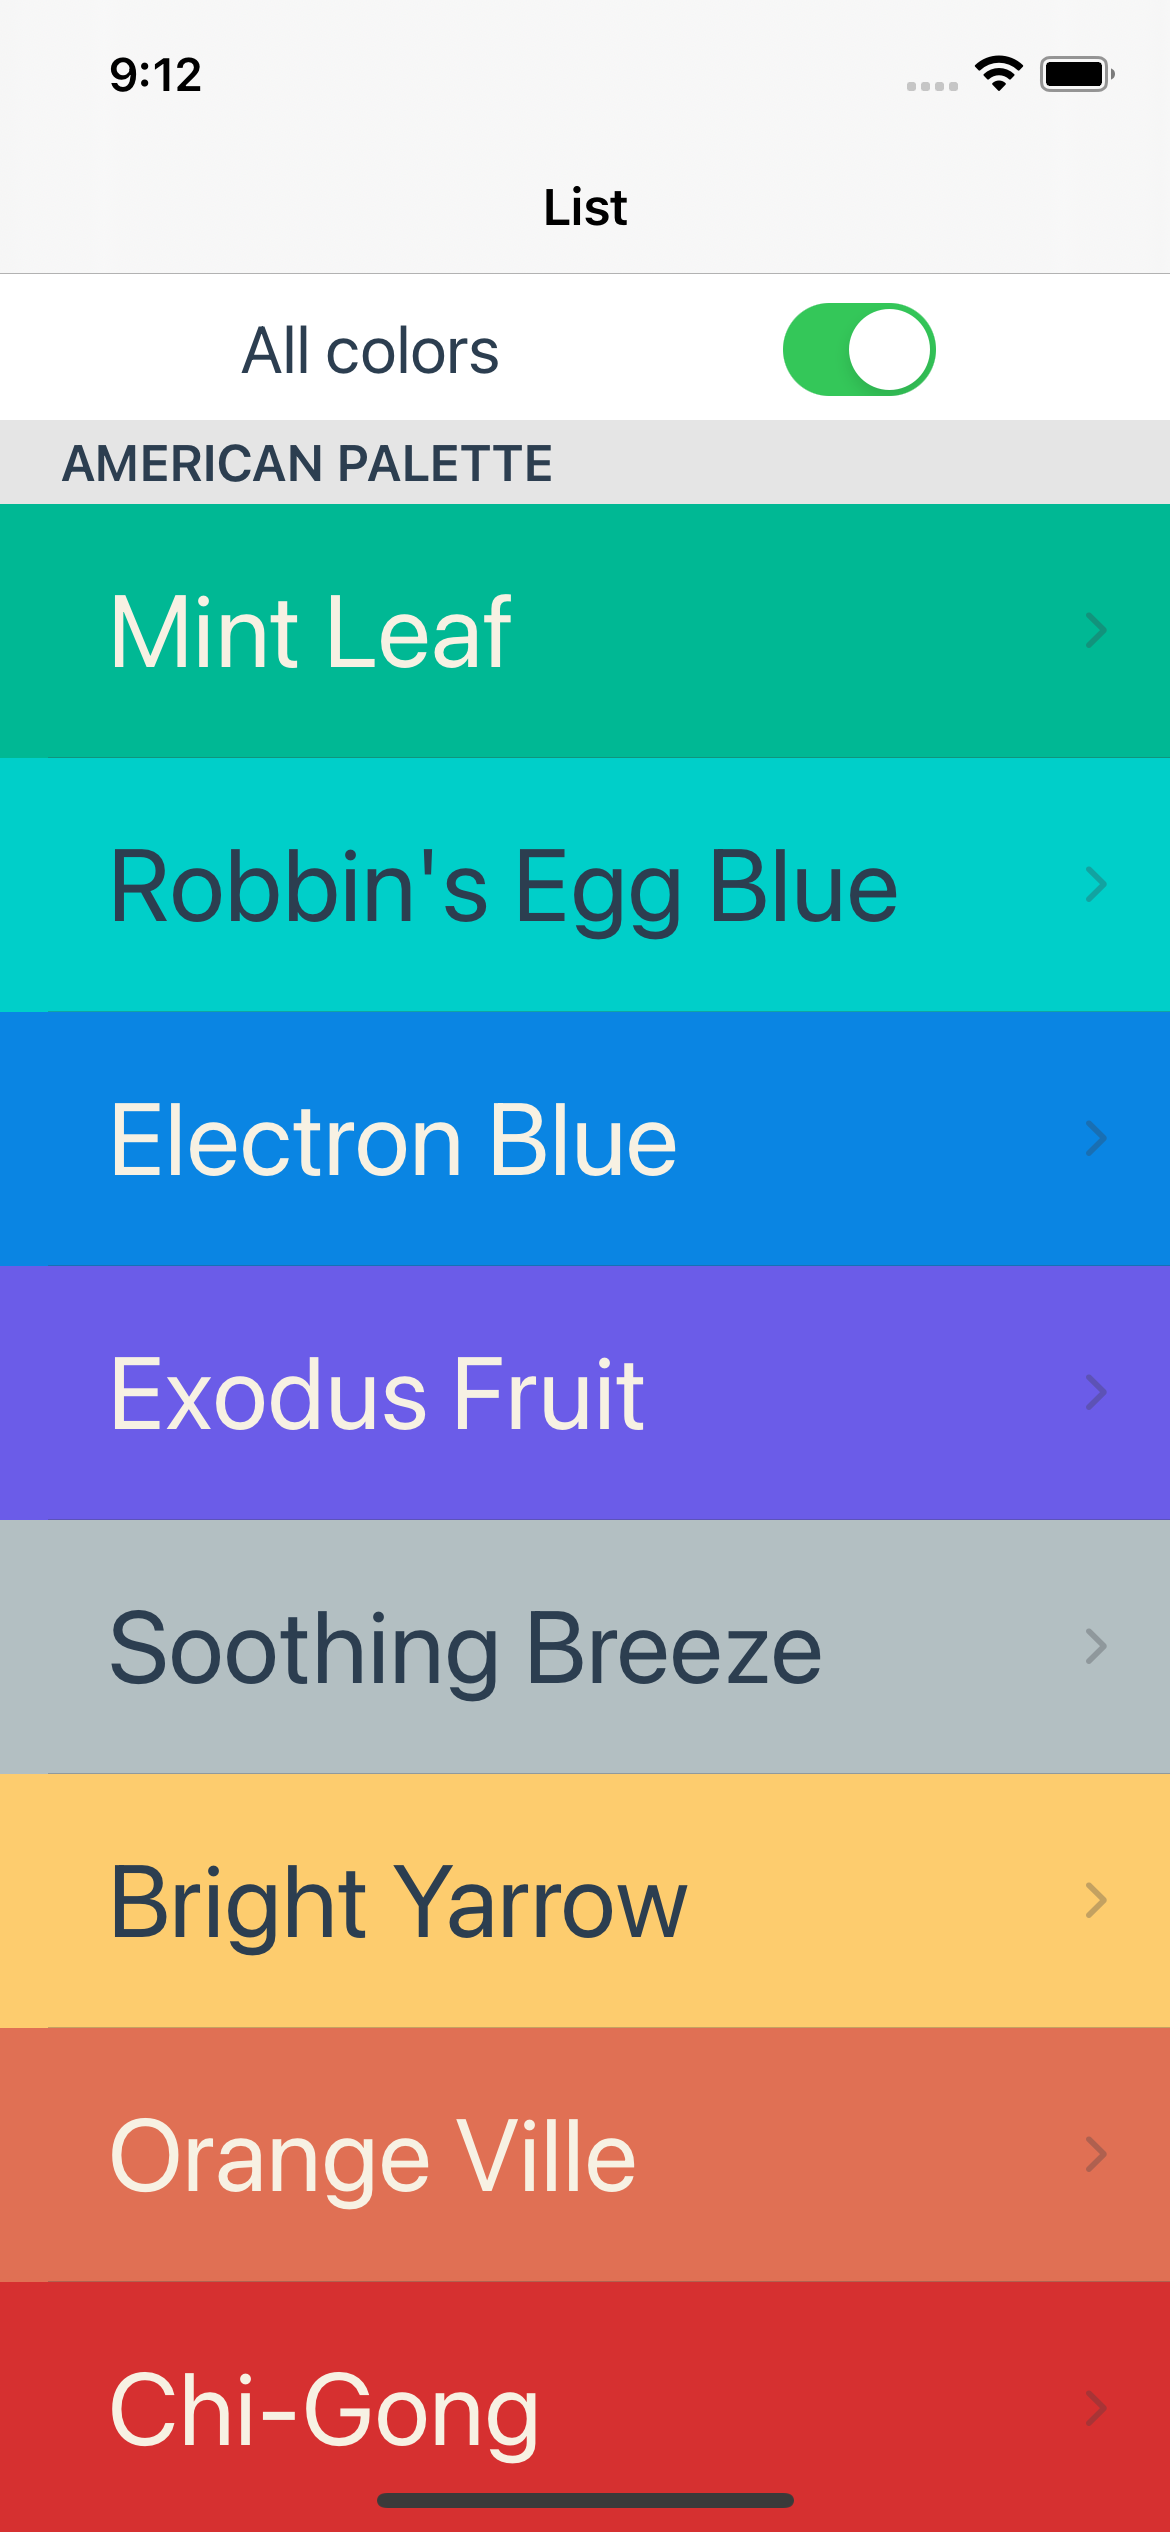 9:12
List
All colors
AMERICAN PALETTE
Mint Leaf
Robbin's Egg Blue
Electron Blue
Exodus Fruit
Soothing Breeze
Bright Yarrow
Orange Ville
Chi-Gong